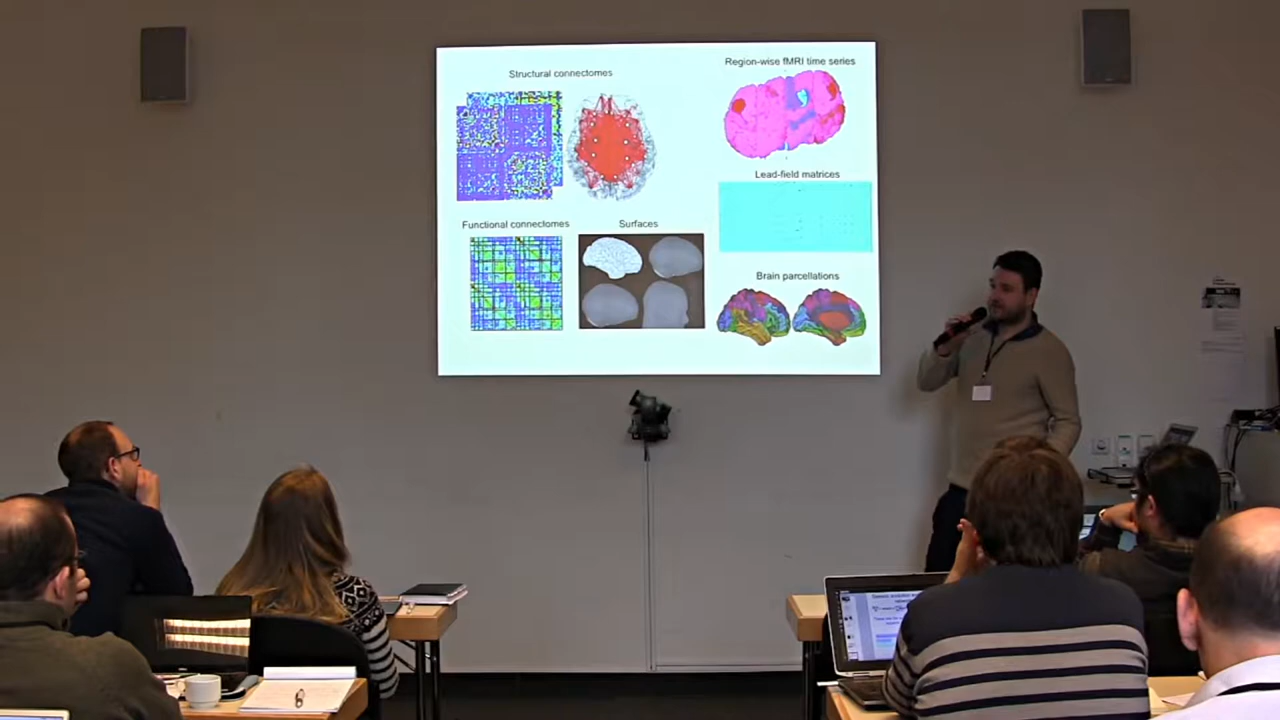 Structural connectomes
Region-wise fMRI time series
Lead-field matrices
Functional connectomes
Surfaces
Brain parcellations